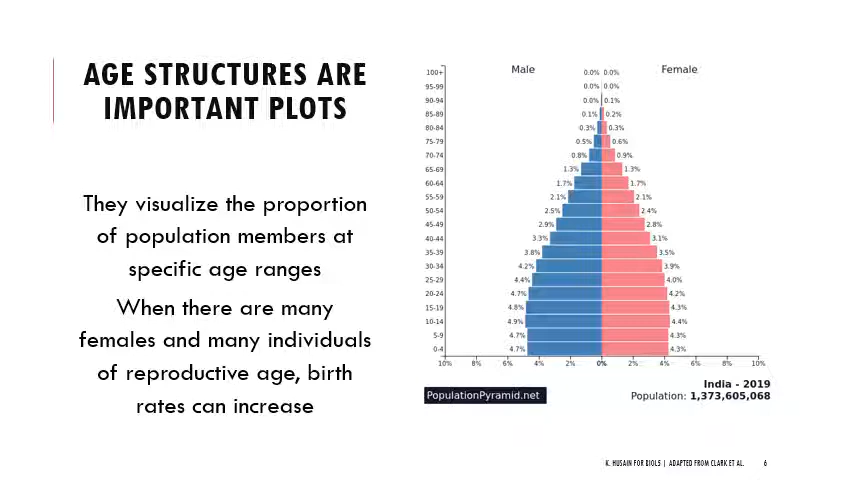 AGE STRUCTURES ARE
IMPORTANT PLOTS
They visualize the proportion
of population members at
specific age ranges
When there are many
females and many individuals
of reproductive age, birth
rates can increase
Male Female
100+ 0.0% 0.0%
95-99 0.0% 0.0%
90-94 0.0% 0.1%
85-89 0.1% 0.2%
80-84 0.3% 0.3%
75-79 0.5% 0.6%
70-74 0.8% 0.9%
65-69 1.3% 1.3%
60-64 1.7% 1.7%
55-59 2.1% 2.1%
50-54 2.5% 2.4%
45-49 2.9% 2.8%
40-44 3.3% 3.1%
35-39 3.8% 3.5%
30-34 4.2% 3.9%
25-29 4.4% 4.0%
20-24 4.7% 4.2%
15-19 4.8% 4.3%
10-14 4.9% 4.4%
5-9 4.7% 4.3%
0-4 4.7% 4.3%
10% 8% 6% 4% 2% 0% 2% 4% 6% 8% 10%
PopulationPyramid.net
India - 2019
Population: 1,373,605,068
K. HUSAIN FOR BIOLS | ADAPTED FROM CLARK ET AL. 6